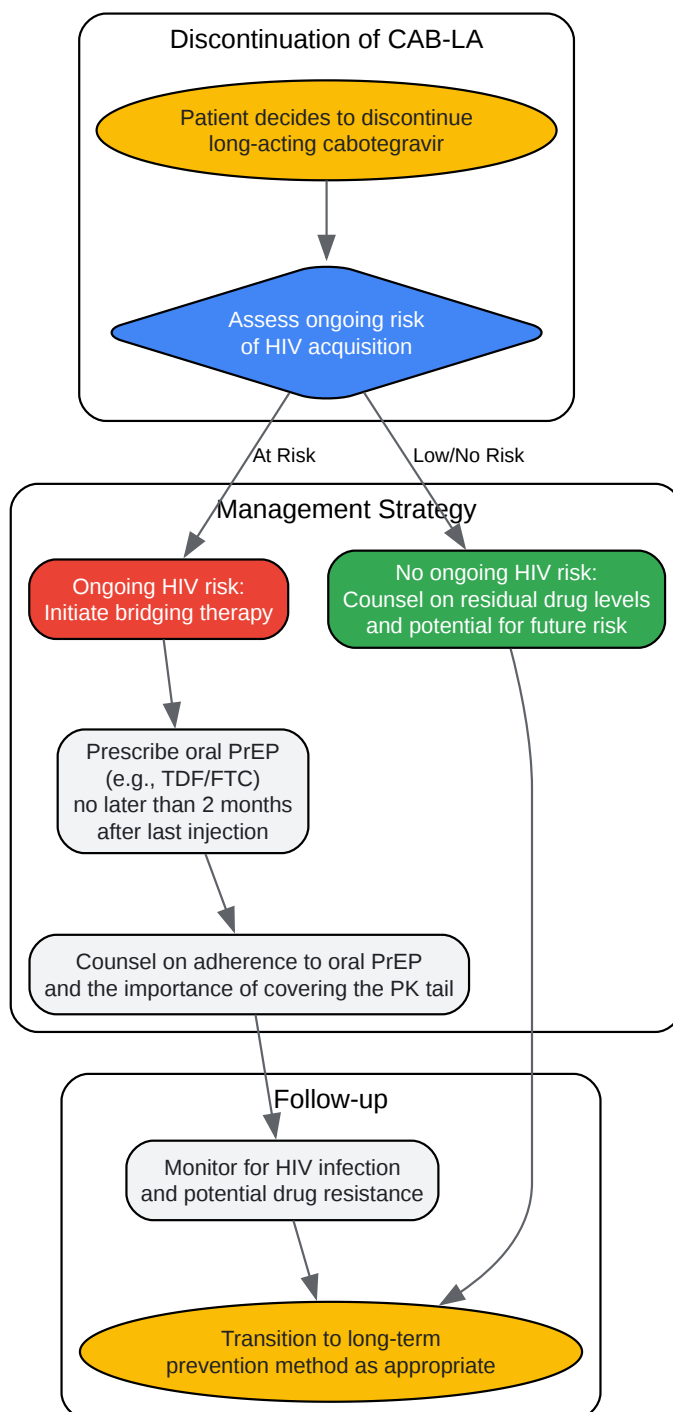 Discontinuation of CAB-LA
Patient decides to discontinue
long-acting cabotegravir
Assess ongoing risk
of HIV acquisition
At Risk
Low/No Risk
Management Strategy
Ongoing HIV risk:
Initiate bridging therapy
No ongoing HIV risk:
Counsel on residual drug levels
and potential for future risk
Prescribe oral PrEP
(e.g., TDF/FTC)
no later than 2 months
after last injection
Counsel on adherence to oral PrEP
and the importance of covering the PK tail
Follow-up
Monitor for HIV infection
and potential drug resistance
Transition to long-term
prevention method as appropriate